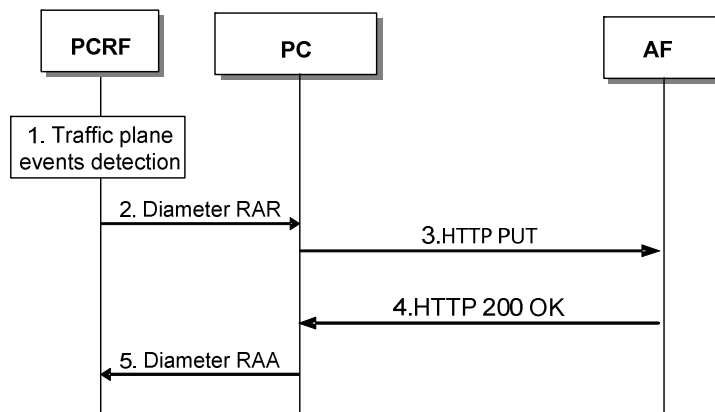 PCRF
PC
AF
1. Traffic plane
events detection
2. Diameter RAR
3.HTTP PUT
4.HTTP 200 OK
5. Diameter RAA